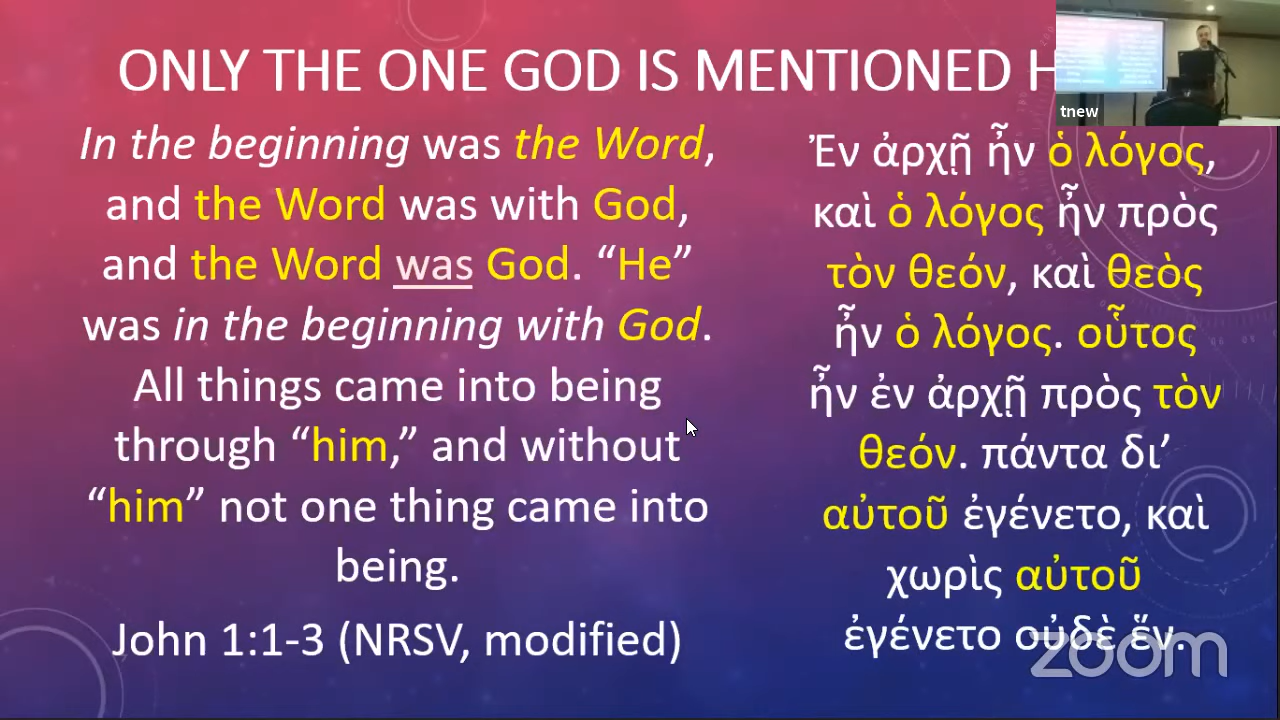 ONLY THE ONE GOD IS MENTIONED
tnew
In the beginning was the Word,
and the Word was with God,
and the Word was God. “He”
was in the beginning with God.
All things came into being
through “him,” and without
“him” not one thing came into
being.
John 1:1-3 (NRSV, modified)
Ἐν ἀρχῇ ἦν ὁ λόγος,
καὶ ὁ λόγος ἦν πρὸς
τὸν θεόν, καὶ θεὸς
ἦν ὁ λόγος. οὗτος
ἦν ἐν ἀρχῇ πρὸς τὸν
θεόν. πάντα δι’
αὐτοῦ ἐγένετο, καὶ
χωρὶς αὐτοῦ
ἐγένετο οὐδὲ ἕν.
zoom